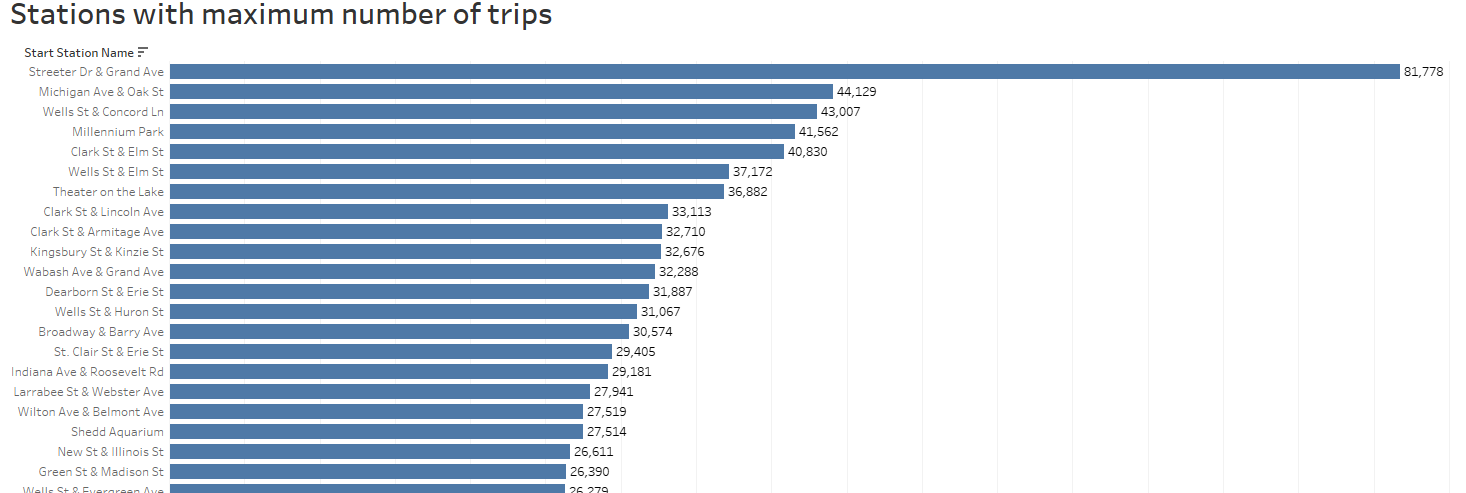 Stations with maximum number of trips
Start Station Name
Streeter Dr & Grand Ave 81,778
Michigan Ave & Oak St 44,129
Wells St & Concord Ln 43,007
Millennium Park 41,562
Clark St & Elm St 40,830
Wells St & Elm St 37,172
Theater on the Lake 36,882
Clark St & Lincoln Ave 33,113
Clark St & Armitage Ave 32,710
Kingsbury St & Kinzie St 32,676
Wabash Ave & Grand Ave 32,288
Dearborn St & Erie St 31,887
Wells St & Huron St 31,067
Broadway & Barry Ave 30,574
St. Clair St & Erie St 29,405
Indiana Ave & Roosevelt Rd 29,181
Larrabee St & Webster Ave 27,941
Wilton Ave & Belmont Ave 27,519
Shedd Aquarium 27,514
New St & Illinois St 26,611
Green St & Madison St 26,390
Wells St & Evergreen Ave 26,279